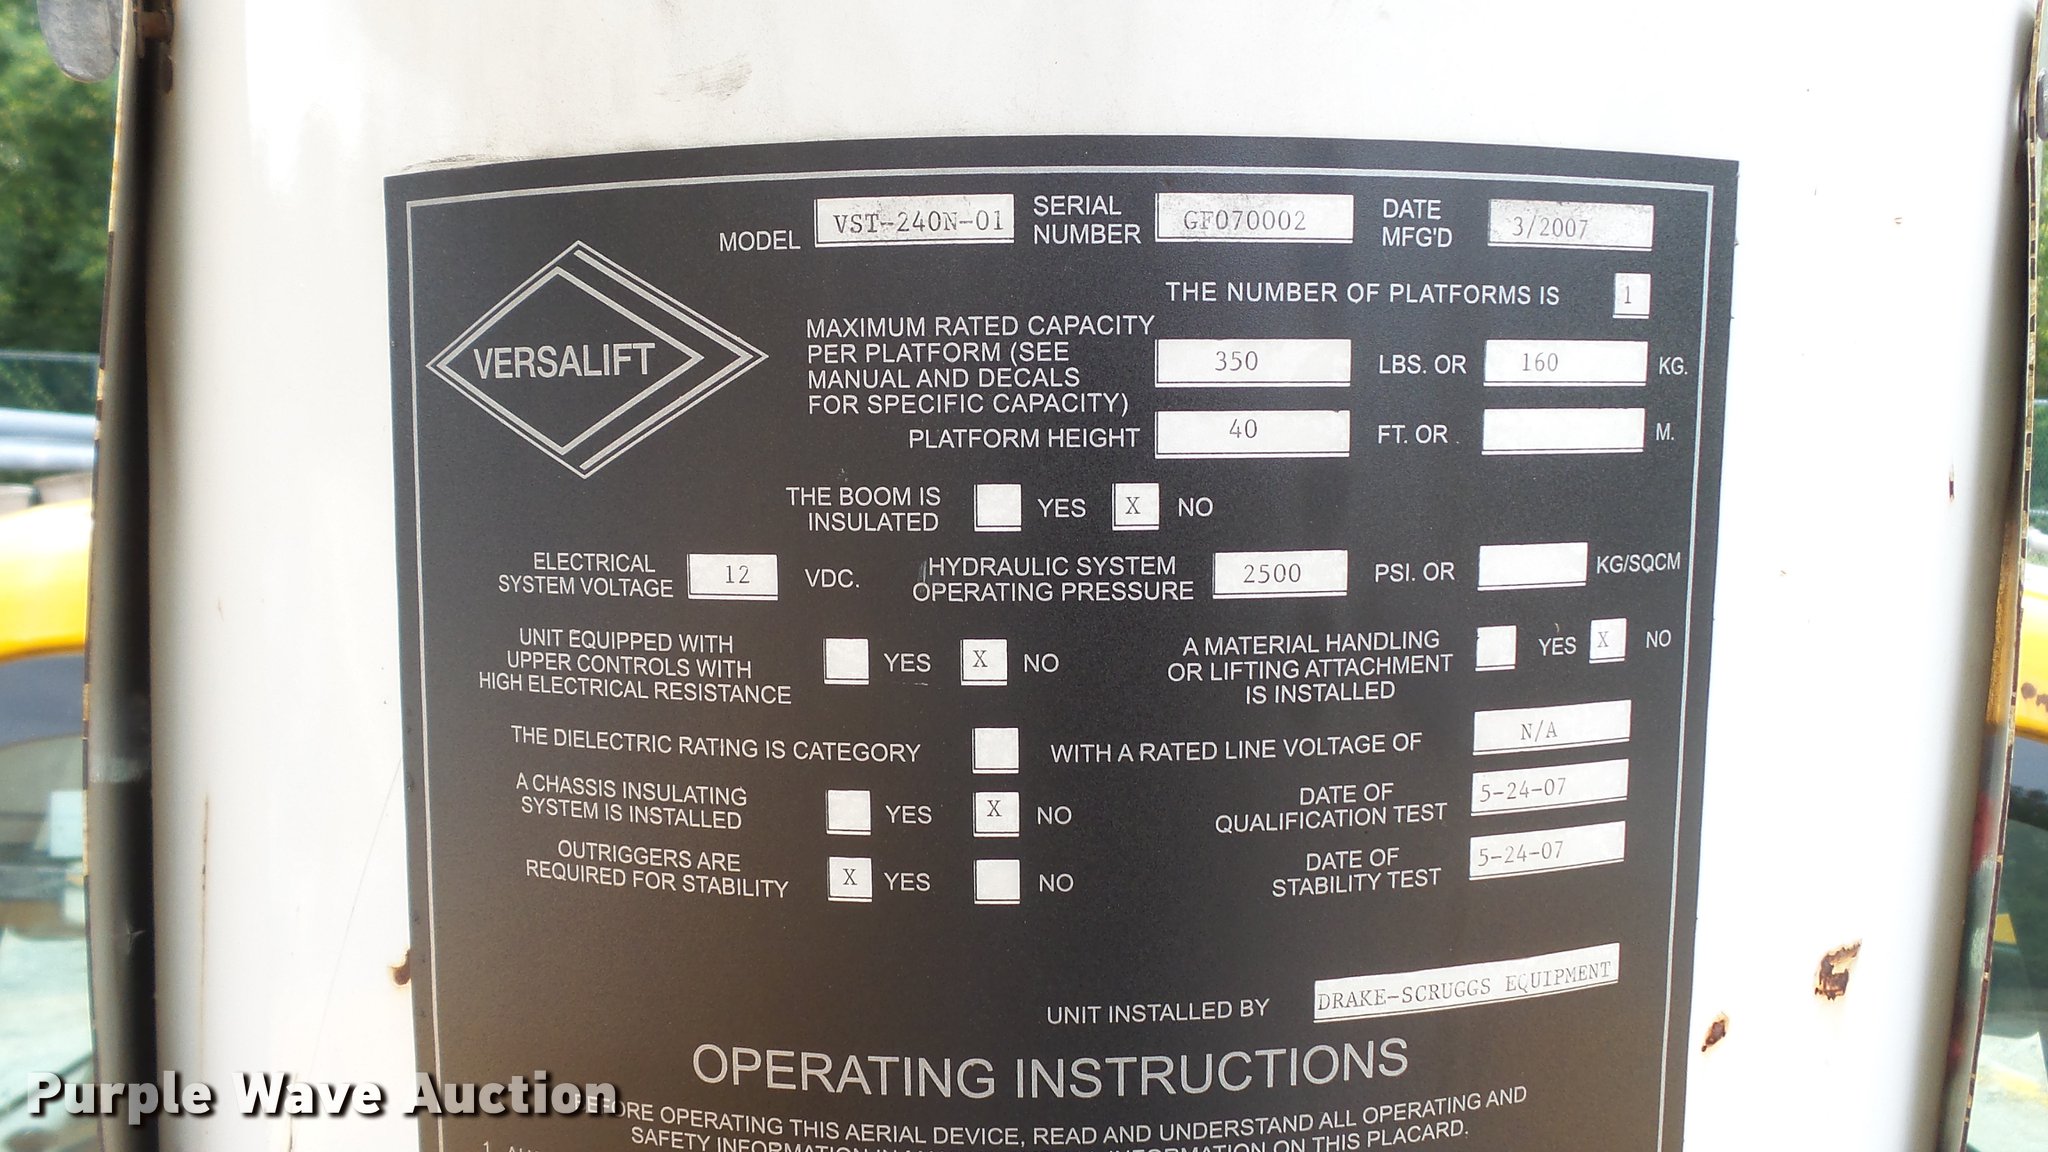 MODEL VST-240N-01 SERIAL NUMBER GF070002 DATE MFG'D 3/2007
VERSALIFT
THE NUMBER OF PLATFORMS IS 1
MAXIMUM RATED CAPACITY
PER PLATFORM (SEE
MANUAL AND DECALS
FOR SPECIFIC CAPACITY) 350 LBS. OR 160 KG.
PLATFORM HEIGHT 40 FT. OR M.
THE BOOM IS
INSULATED YES X NO
ELECTRICAL
SYSTEM VOLTAGE 12 VDC.
HYDRAULIC SYSTEM
OPERATING PRESSURE 2500 PSI. OR KG/SQCM
UNIT EQUIPPED WITH
UPPER CONTROLS WITH
HIGH ELECTRICAL RESISTANCE YES X NO
A MATERIAL HANDLING
OR LIFTING ATTACHMENT
IS INSTALLED YES X NO
THE DIELECTRIC RATING IS CATEGORY WITH A RATED LINE VOLTAGE OF N/A
A CHASSIS INSULATING
SYSTEM IS INSTALLED YES X NO
DATE OF
QUALIFICATION TEST 5-24-07
OUTRIGGERS ARE
REQUIRED FOR STABILITY X YES NO
DATE OF
STABILITY TEST 5-24-07
UNIT INSTALLED BY DRAKE-SCRUGGS EQUIPMENT
OPERATING INSTRUCTIONS
BEFORE OPERATING THIS AERIAL DEVICE, READ AND UNDERSTAND ALL OPERATING AND
SAFETY INFORMATION IN INFORMATION ON THIS PLACARD.
1.
Purple Wave Auction